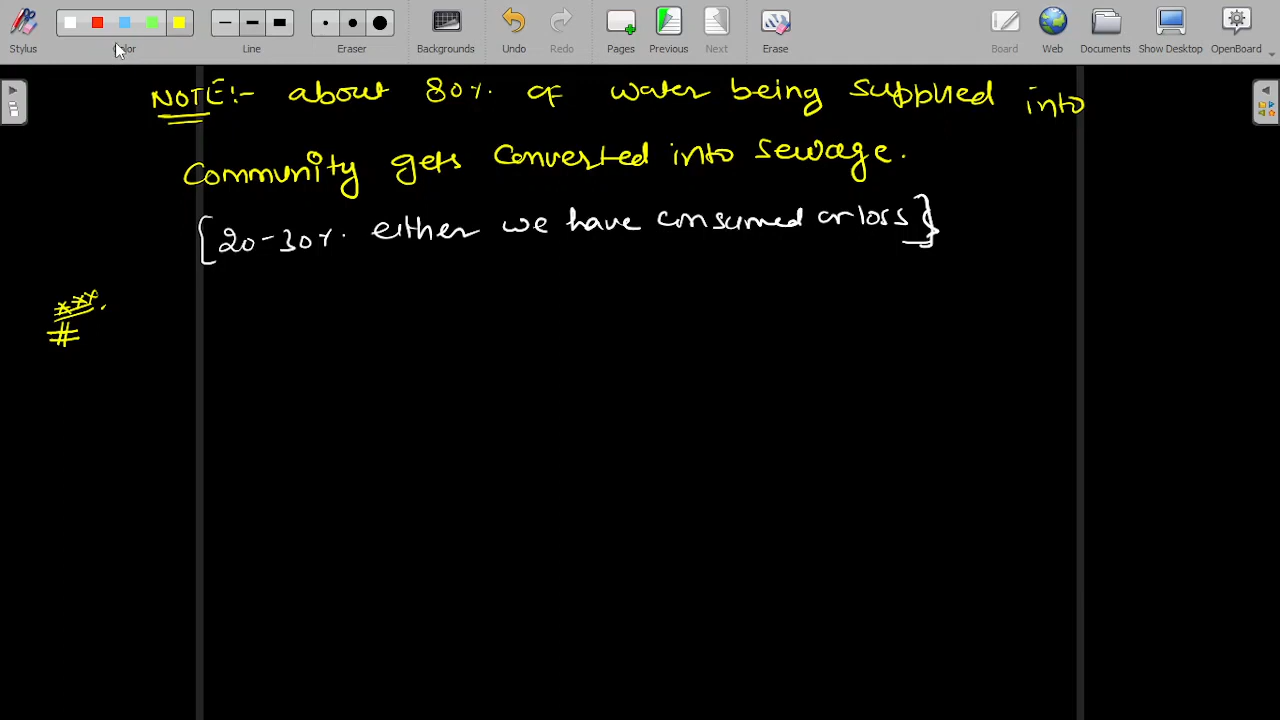 Stylus Color Line Eraser Backgrounds Undo Redo Pages Previous Next Erase Board Web Documents Show Desktop OpenBoard
NOTE:- about 80% of water being supplied into
Community gets converted into sewage.
[20-30%. either we have consumed or loss]
***.
#